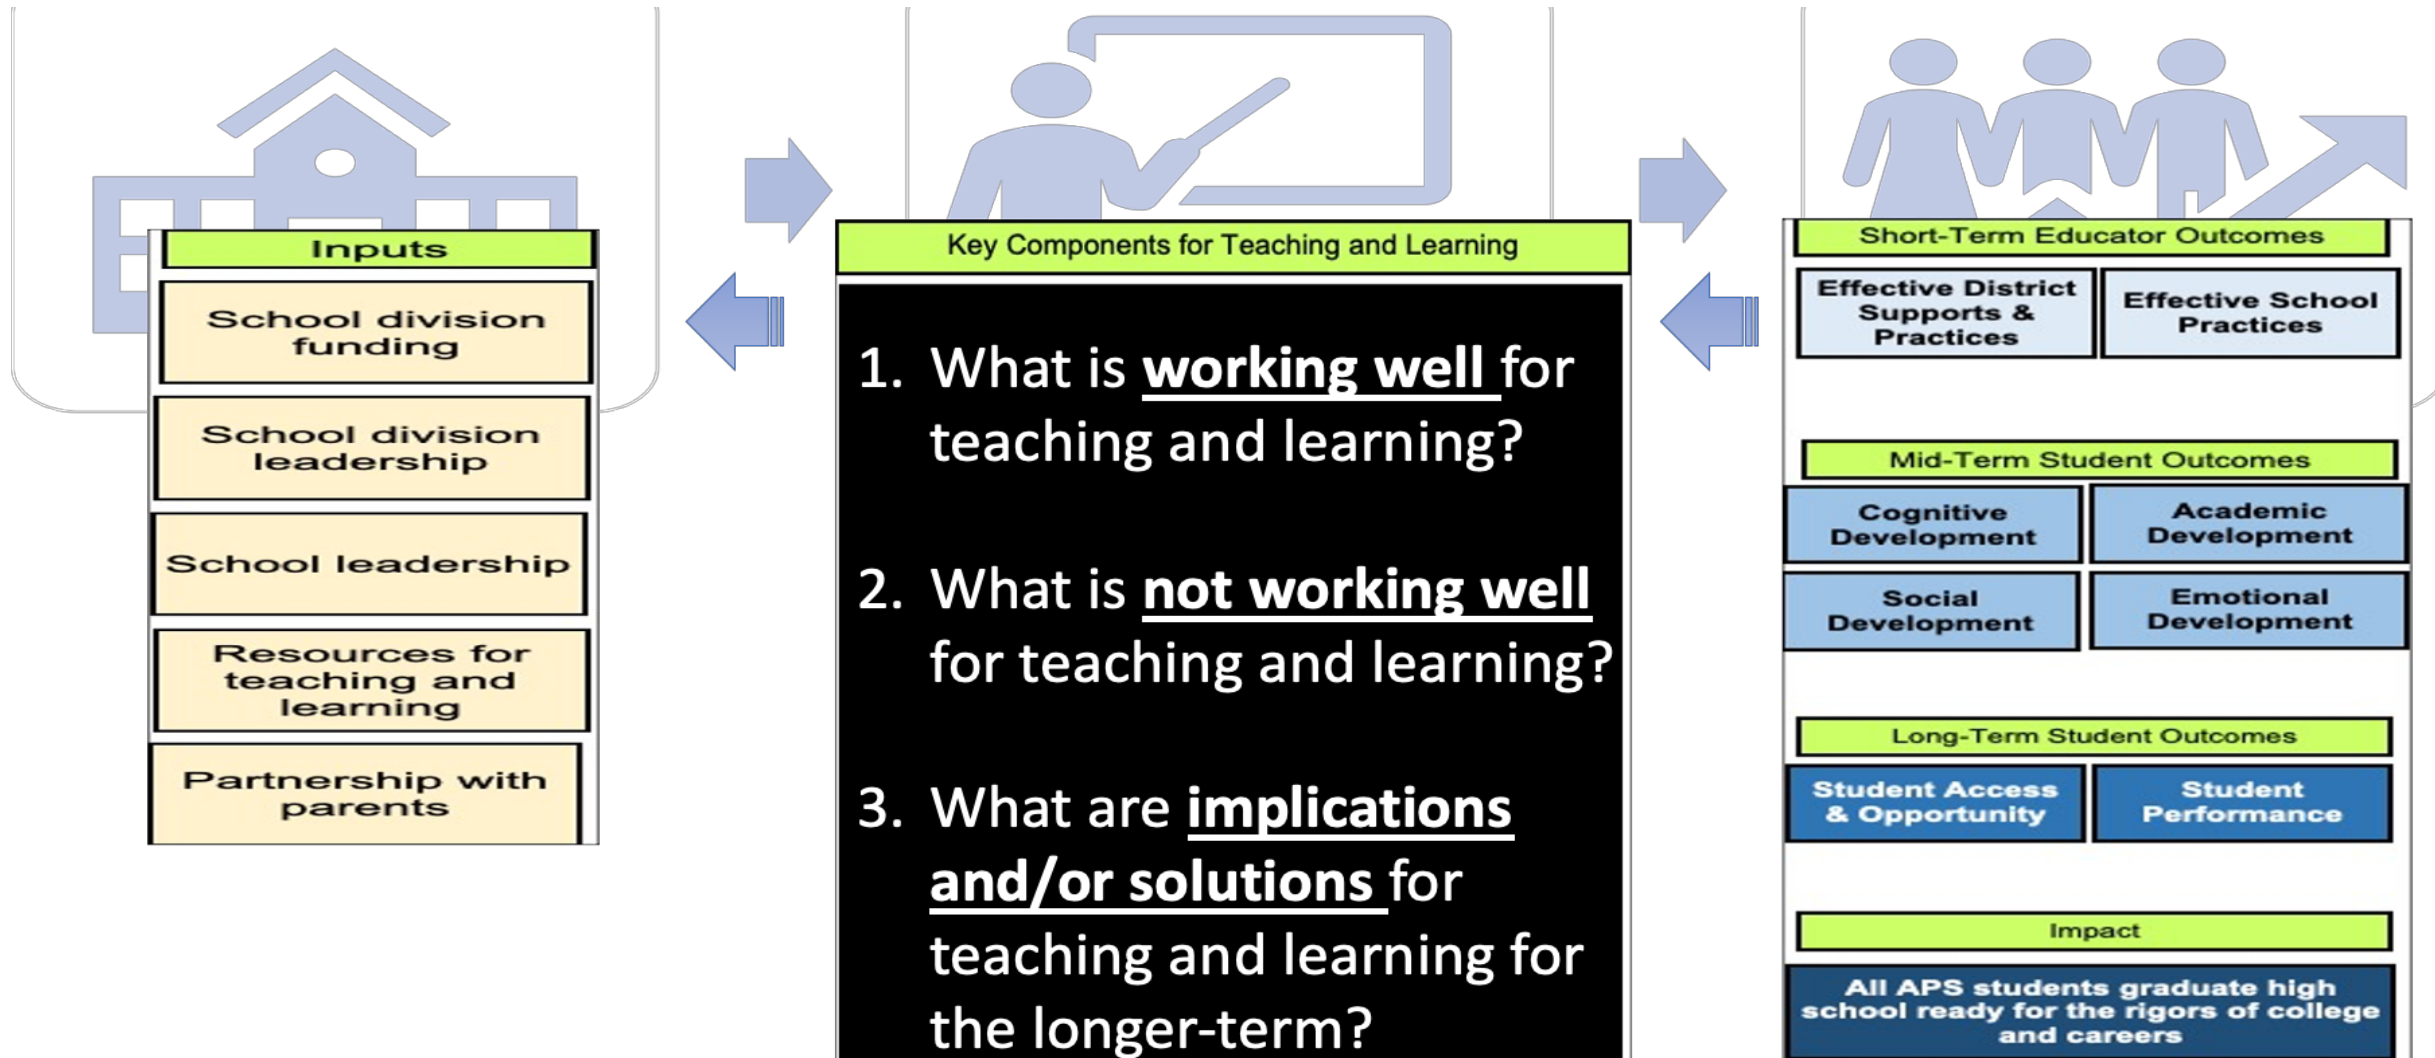 Inputs
School division
funding
School division
leadership
School leadership
Resources for
teaching and
learning
Partnership with
parents
Key Components for Teaching and Learning
1. What is working well for
teaching and learning?
2. What is not working well
for teaching and learning?
3. What are implications
and/or solutions for
teaching and learning for
the longer-term?
Short-Term Educator Outcomes
Effective District
Supports &
Practices
Effective School
Practices
Mid-Term Student Outcomes
Cognitive
Development
Academic
Development
Social
Development
Emotional
Development
Long-Term Student Outcomes
Student Access
& Opportunity
Student
Performance
Impact
All APS students graduate high
school ready for the rigors of college
and careers